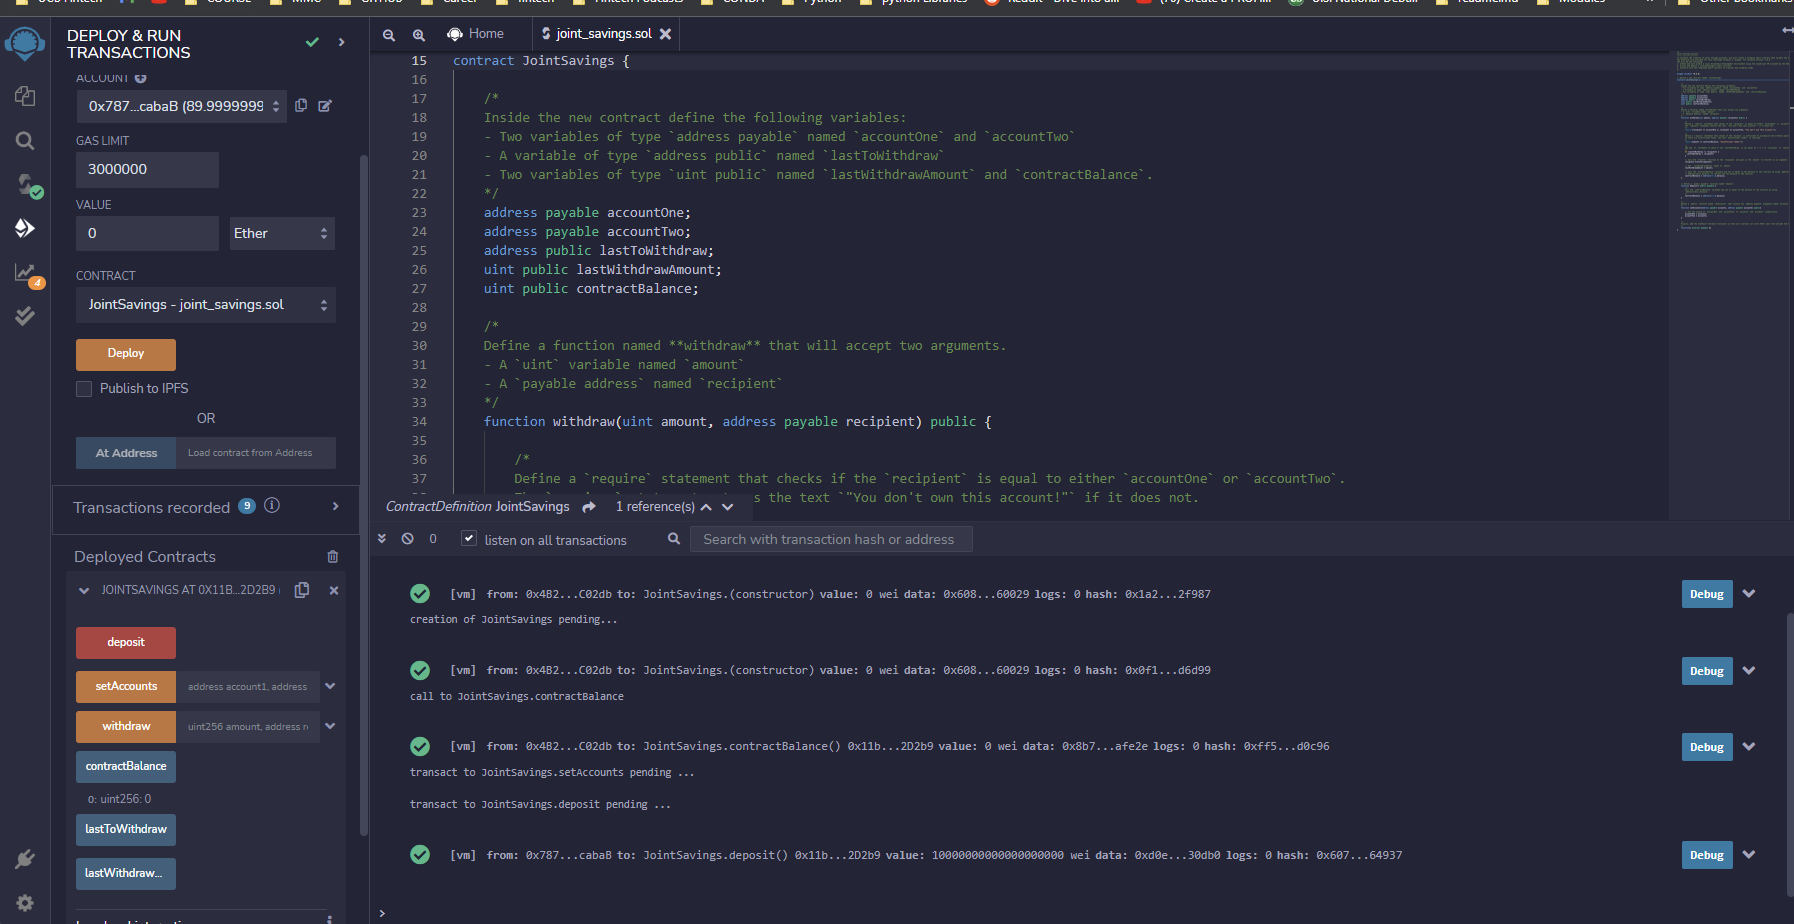 DEPLOY & RUN
TRANSACTIONS
ACCOUNT
0x787...cabaB (89.9999999
GAS LIMIT
3000000
VALUE
0
Ether
CONTRACT
JointSavings - joint_savings.sol
Deploy
Publish to IPFS
OR
At Address
Load contract from Address
Transactions recorded 9
Deployed Contracts
JOINTSAVINGS AT 0X11B...2D2B9
deposit
setAccounts
address account1, address
withdraw
uint256 amount, address r
contractBalance
0: uint256: 0
lastToWithdraw
lastWithdraw...
4
Home
joint_savings.sol
15 contract JointSavings {
16
17 /*
18 Inside the new contract define the following variables:
19 - Two variables of type `address payable` named `accountOne` and `accountTwo`
20 - A variable of type `address public` named `lastToWithdraw`
21 - Two variables of type `uint public` named `lastWithdrawAmount` and `contractBalance`.
22 */
23 address payable accountOne;
24 address payable accountTwo;
25 address public lastToWithdraw;
26 uint public lastWithdrawAmount;
27 uint public contractBalance;
28
29 /*
30 Define a function named **withdraw** that will accept two arguments.
31 - A `uint` variable named `amount`
32 - A `payable address` named `recipient`
33 */
34 function withdraw(uint amount, address payable recipient) public {
35
36 /*
37 Define a `require` statement that checks if the `recipient` is equal to either `accountOne` or `accountTwo`.
s the text `"You don't own this account!"` if it does not.
ContractDefinition JointSavings 1 reference(s)
0 listen on all transactions
Search with transaction hash or address
[vm] from: 0x4B2...C02db to: JointSavings.(constructor) value: 0 wei data: 0x608...60029 logs: 0 hash: 0x1a2...2f987
Debug
creation of JointSavings pending...
[vm] from: 0x4B2...C02db to: JointSavings.(constructor) value: 0 wei data: 0x608...60029 logs: 0 hash: 0x0f1...d6d99
Debug
call to JointSavings.contractBalance
[vm] from: 0x4B2...C02db to: JointSavings.contractBalance() 0x11b...2D2b9 value: 0 wei data: 0x8b7...afe2e logs: 0 hash: 0xff5...d0c96
Debug
transact to JointSavings.setAccounts pending ...
transact to JointSavings.deposit pending ...
[vm] from: 0x787...cabaB to: JointSavings.deposit() 0x11b...2D2b9 value: 10000000000000000000 wei data: 0xd0e...30db0 logs: 0 hash: 0x607...64937
Debug
>